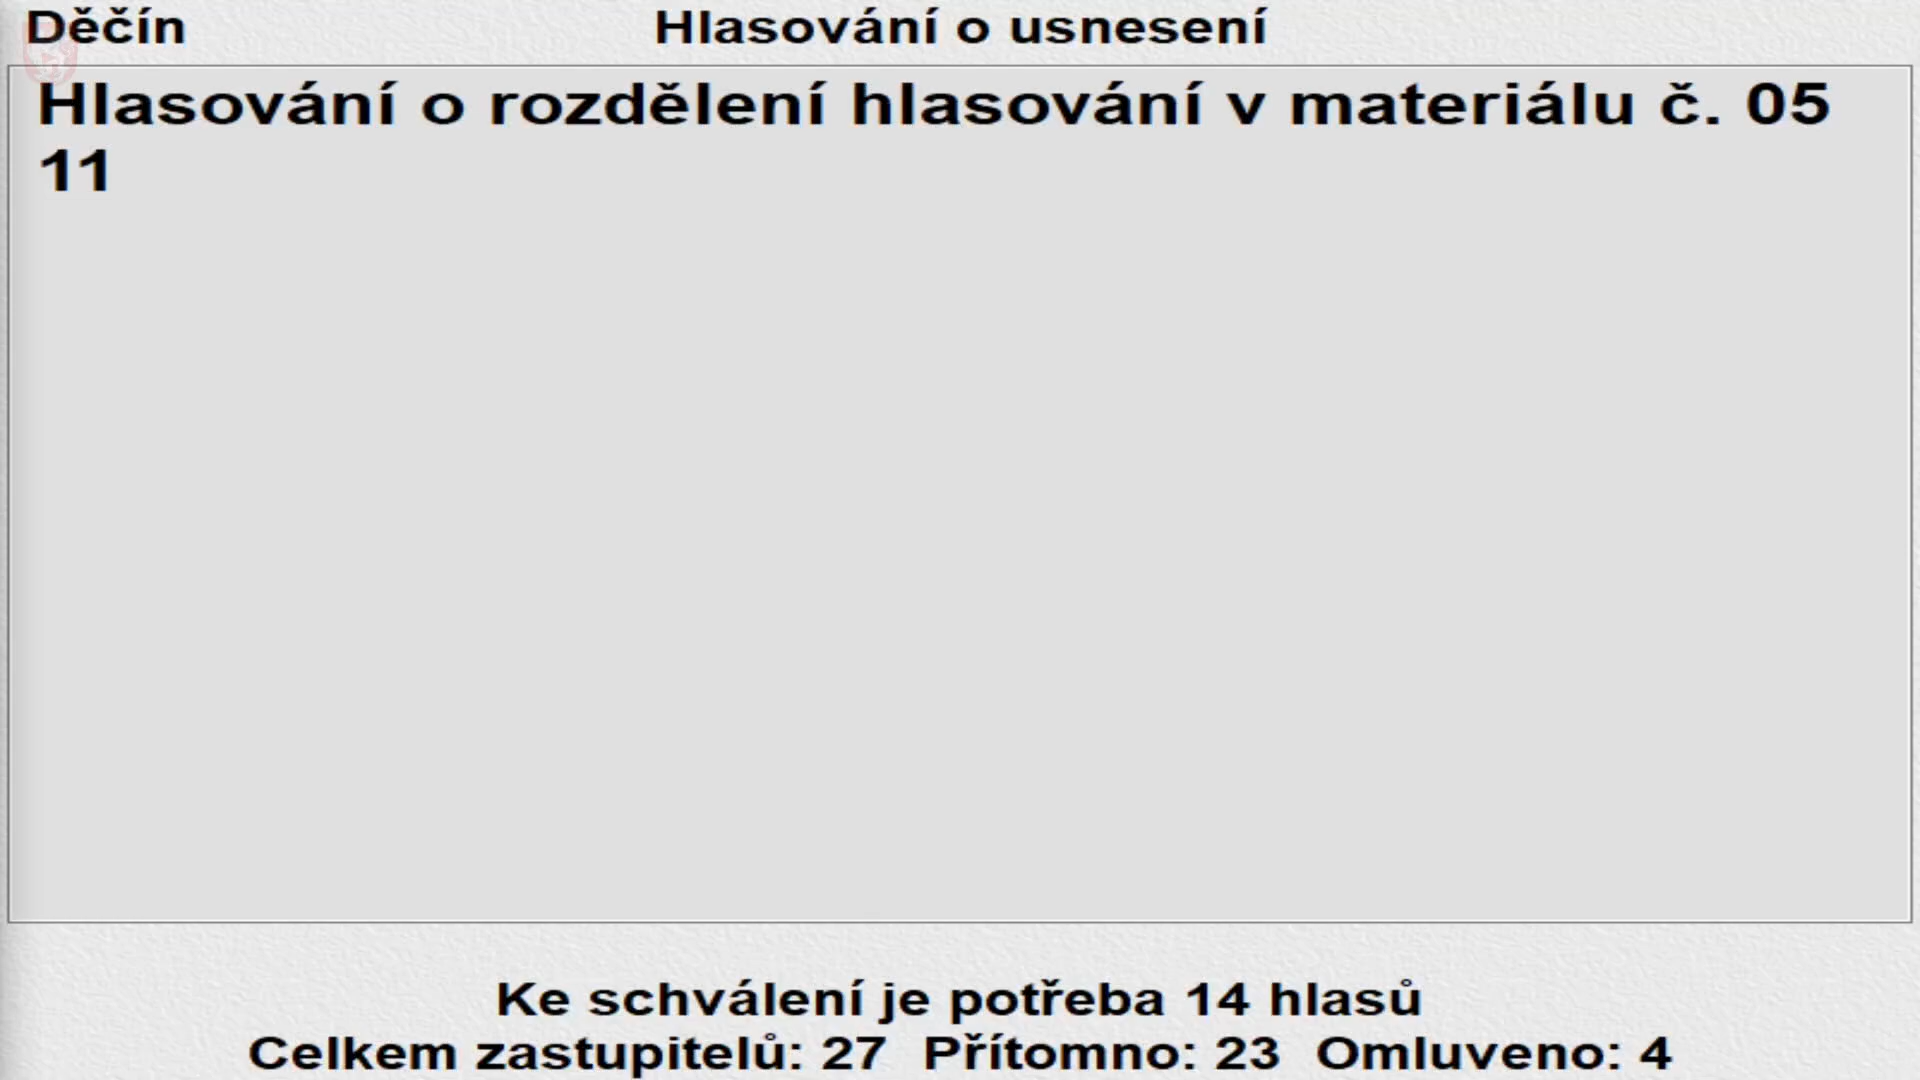 Děčín
Hlasování o usnesení
Hlasování o rozdělení hlasování v materiálu č. 05
11
Ke schválení je potřeba 14 hlasů
Celkem zastupitelů: 27 Přítomno: 23 Omluveno: 4